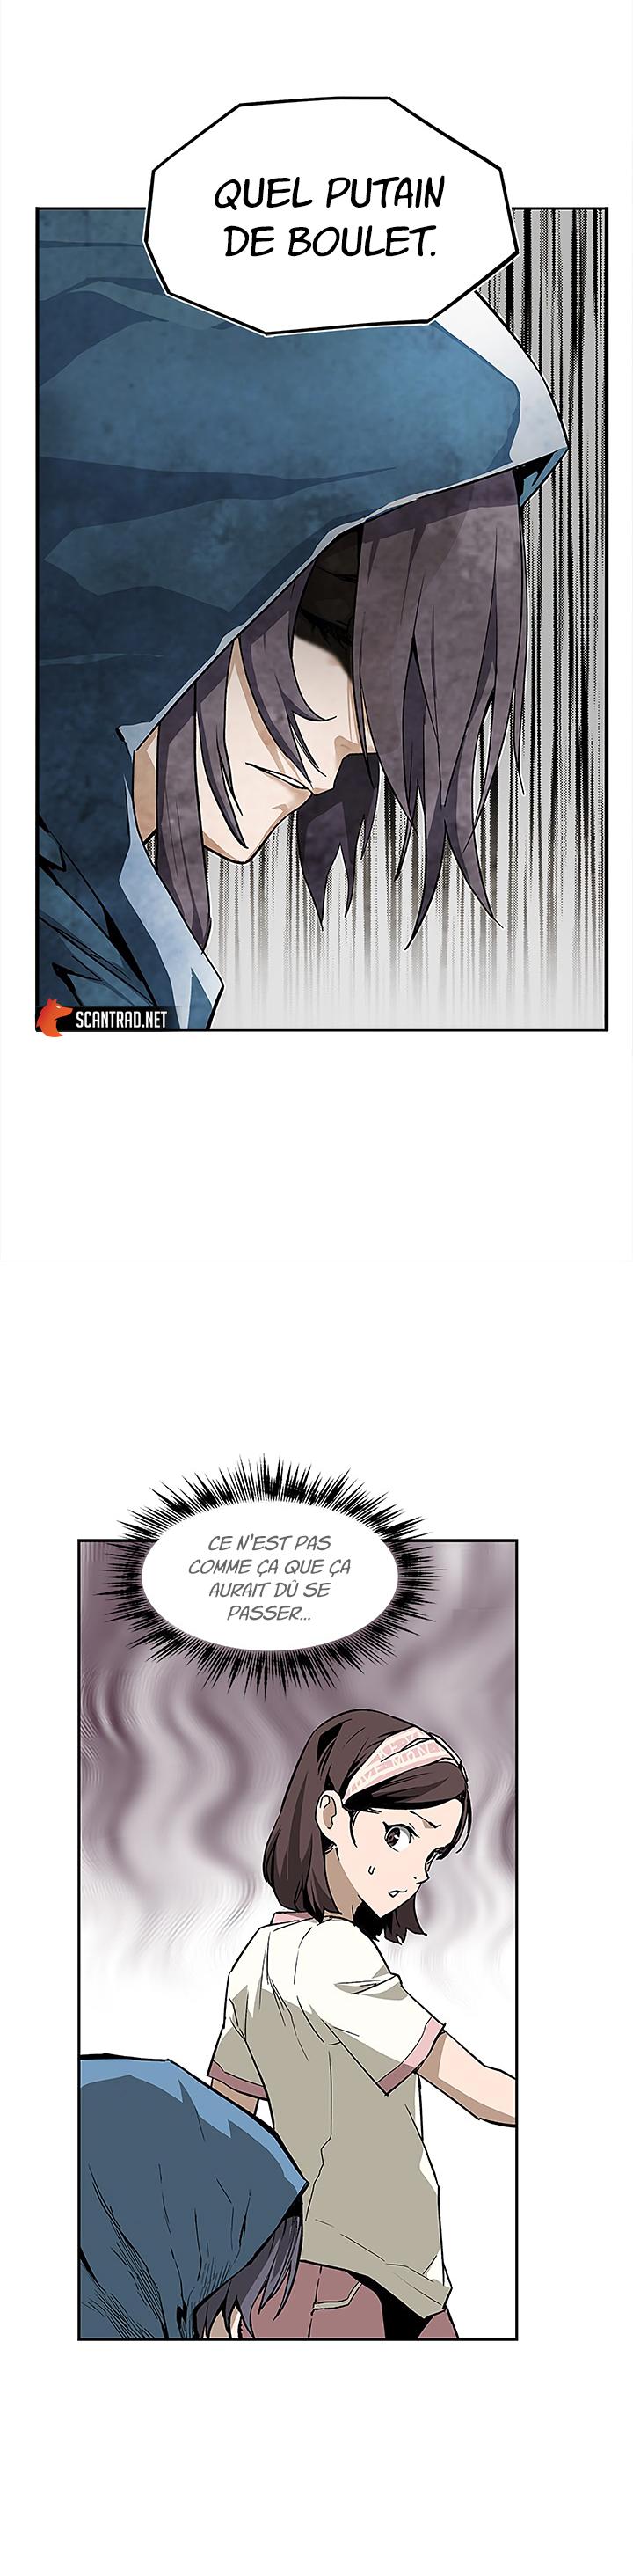 QUEL PUTAIN
DE BOULET.
SCANTRAD.NET
CE N'EST PAS
COMME ÇA QUE ÇA
AURAIT DÛ SE
PASSER...